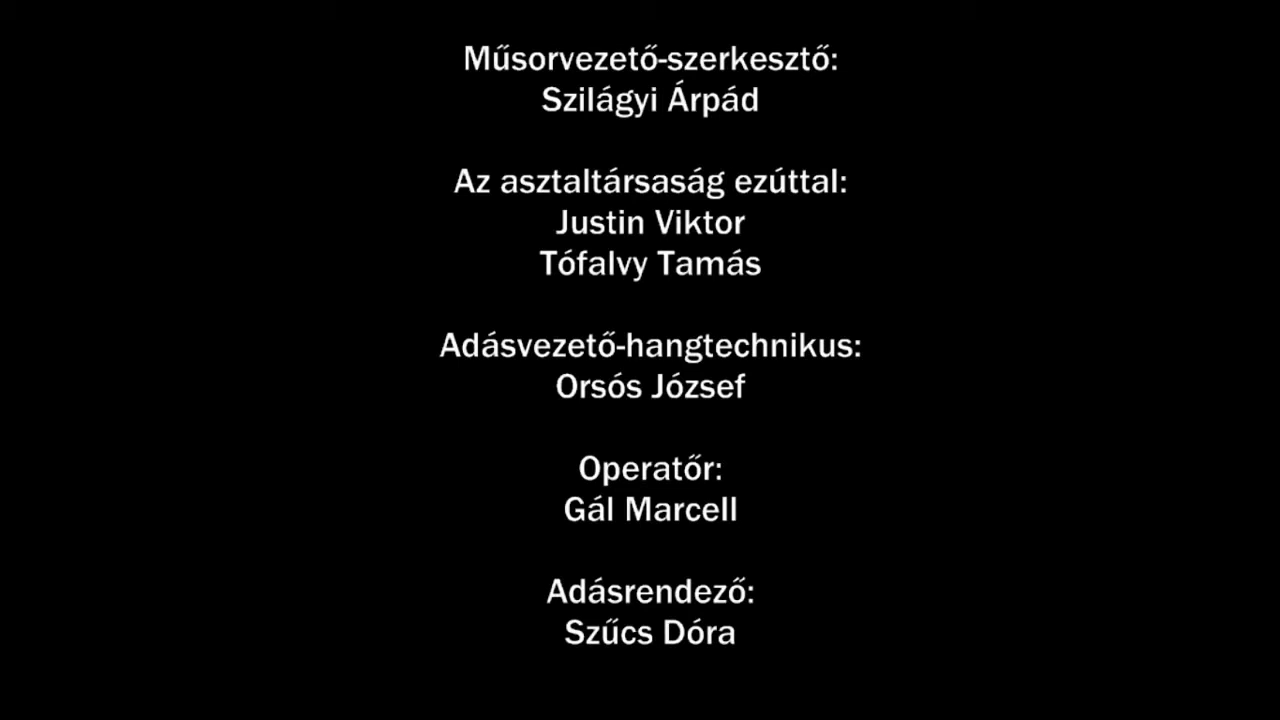 Műsorvezető-szerkesztő:
Szilágyi Árpád
Az asztaltársaság ezúttal:
Justin Viktor
Tófalvy Tamás
Adásvezető-hangtechnikus:
Orsós József
Operatőr:
Gál Marcell
Adásrendező:
Szűcs Dóra